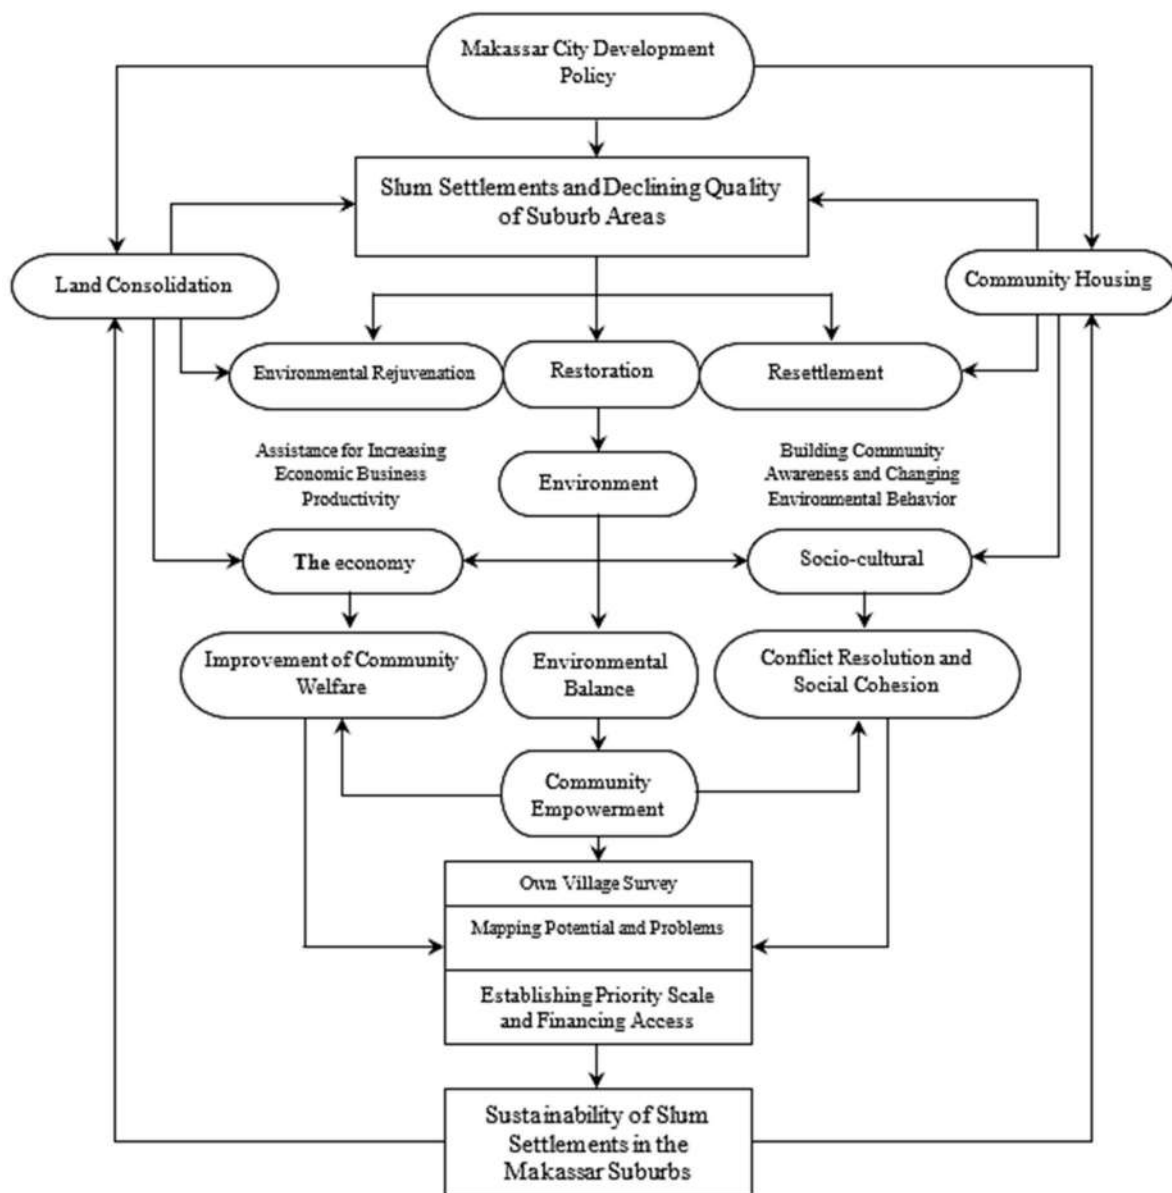 Makassar City Development
Policy
Slum Settlements and Declining Quality
of Suburb Areas
Land Consolidation
Community Housing
Environmental Rejuvenation
Restoration
Resettlement
Assistance for Increasing
Economic Business
Productivity
Environment
Building Community
Awareness and Changing
Environmental Behavior
The economy
Socio-cultural
Improvement of Community
Welfare
Environmental
Balance
Conflict Resolution and
Social Cohesion
Community
Empowerment
Own Village Survey
Mapping Potential and Problems
Establishing Priority Scale
and Financing Access
Sustainability of Slum
Settlements in the
Makassar Suburbs